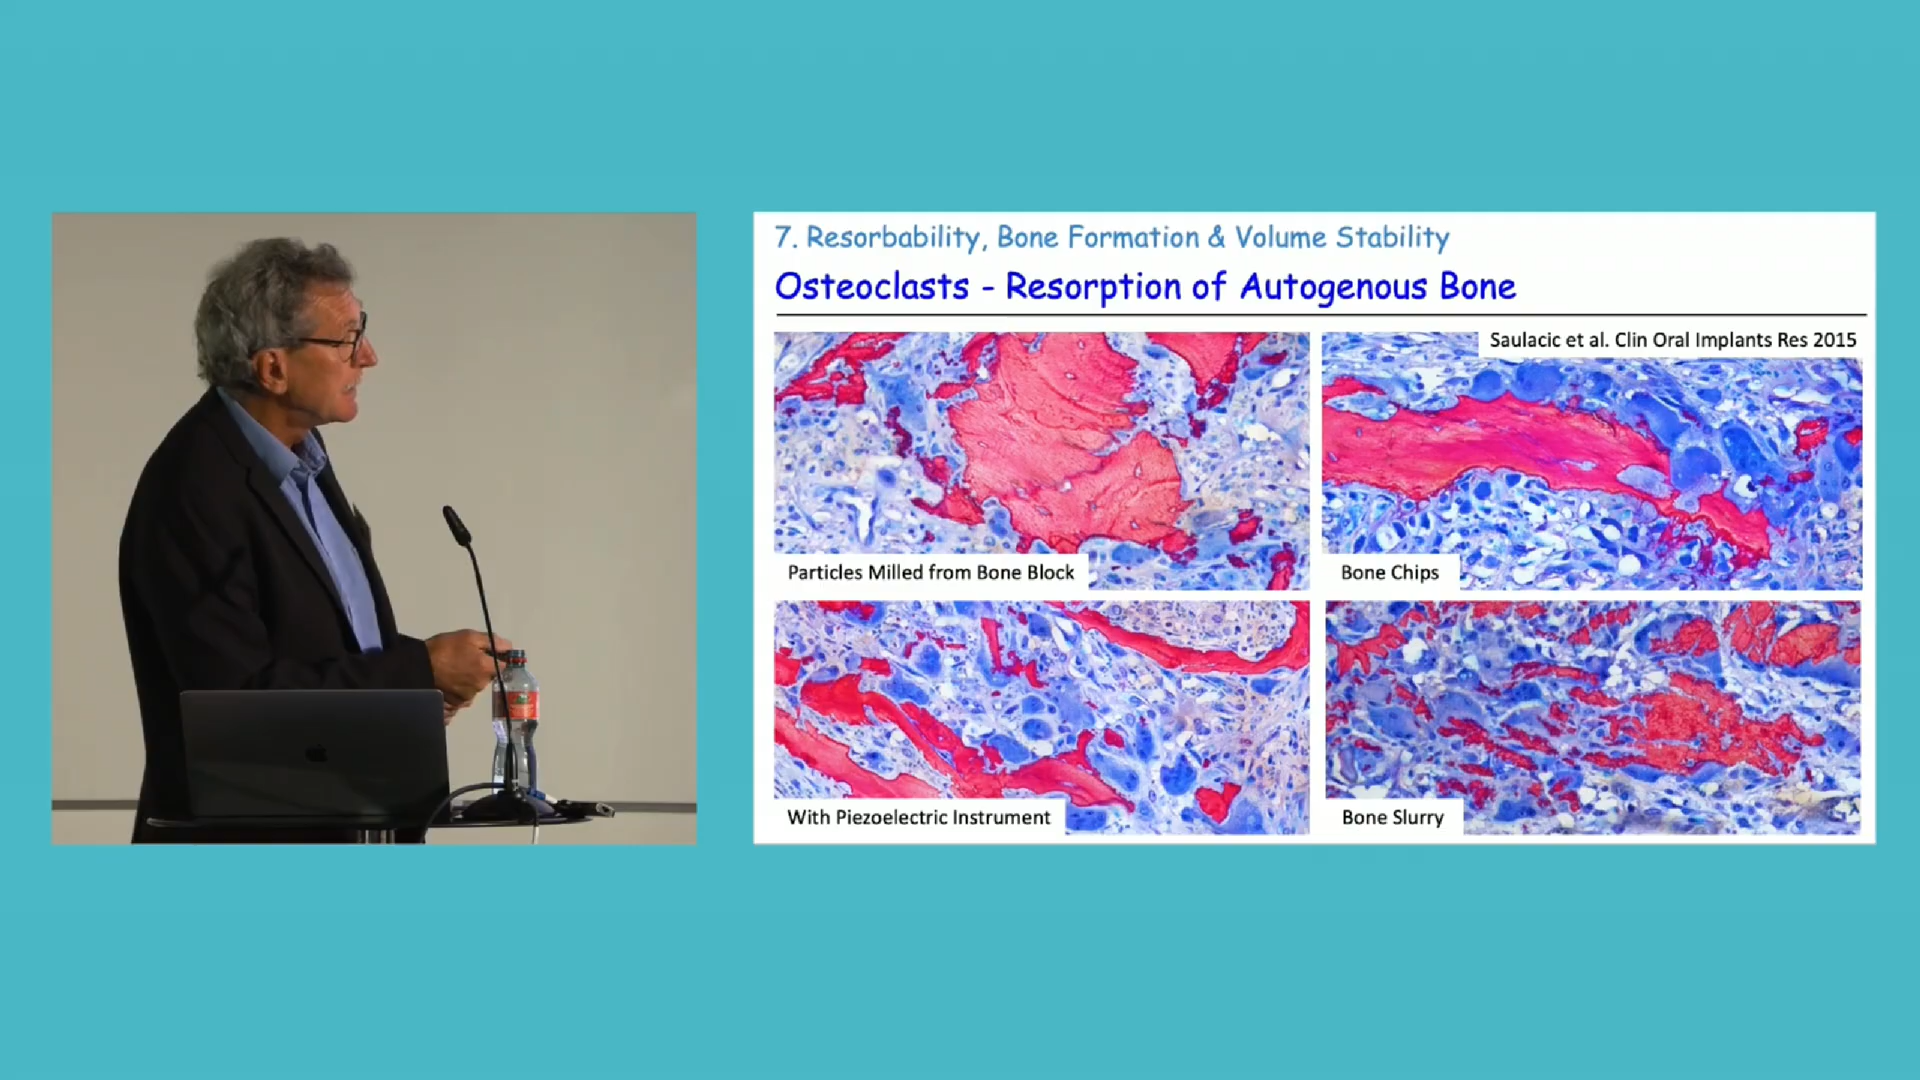 7. Resorbability, Bone Formation & Volume Stability
Osteoclasts - Resorption of Autogenous Bone
Saulacic et al. Clin Oral Implants Res 2015
Particles Milled from Bone Block
Bone Chips
With Piezoelectric Instrument
Bone Slurry